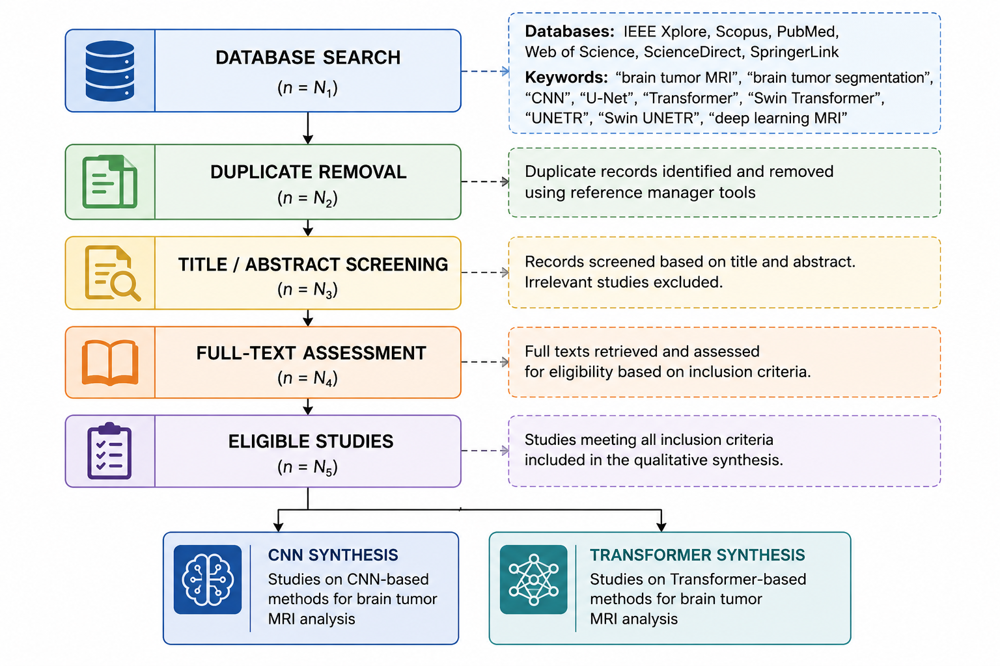 DATABASE SEARCH
(n = N₁)
Databases: IEEE Xplore, Scopus, PubMed,
Web of Science, ScienceDirect, SpringerLink
Keywords: “brain tumor MRI”, “brain tumor segmentation”,
“CNN”, “U-Net”, “Transformer”, “Swin Transformer”,
“UNETR”, “Swin UNETR”, “deep learning MRI”
DUPLICATE REMOVAL
(n = N₂)
Duplicate records identified and removed
using reference manager tools
TITLE / ABSTRACT SCREENING
(n = N₃)
Records screened based on title and abstract.
Irrelevant studies excluded.
FULL-TEXT ASSESSMENT
(n = N₄)
Full texts retrieved and assessed
for eligibility based on inclusion criteria.
ELIGIBLE STUDIES
(n = N₅)
Studies meeting all inclusion criteria
included in the qualitative synthesis.
CNN SYNTHESIS
Studies on CNN-based
methods for brain tumor
MRI analysis
TRANSFORMER SYNTHESIS
Studies on Transformer-based
methods for brain tumor
MRI analysis